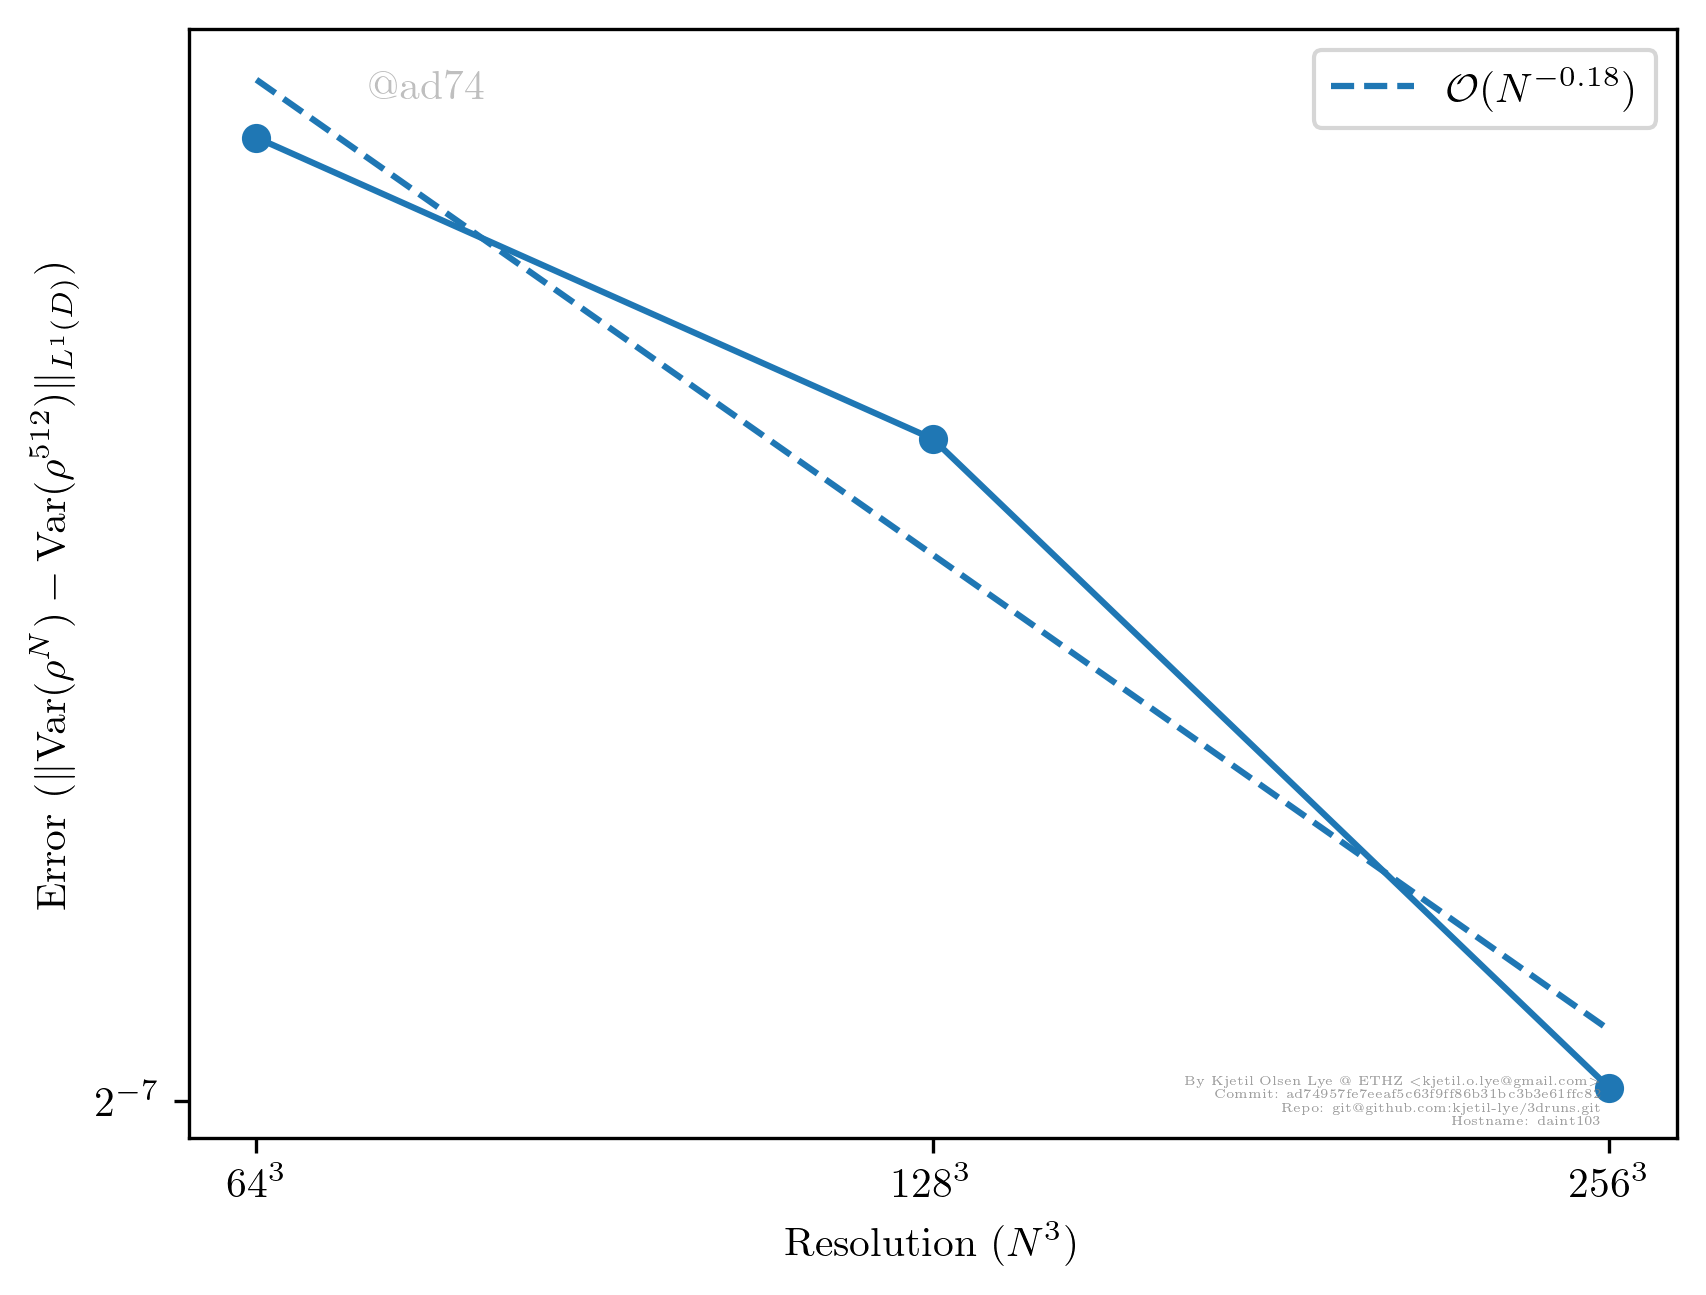 @ad74
𝒪(N^{-0.18})
Error (||Var(ρ^N) − Var(ρ^{512})||_{L^1(D)})
2^{−7}
By Kjetil Olsen Lye @ ETHZ <kjetil.o.lye@gmail.com>
Commit:
Repo: git@github.com:kjetil-lye/3druns.git
Hostname: daint103
64^3 128^3 256^3
Resolution (N^3)